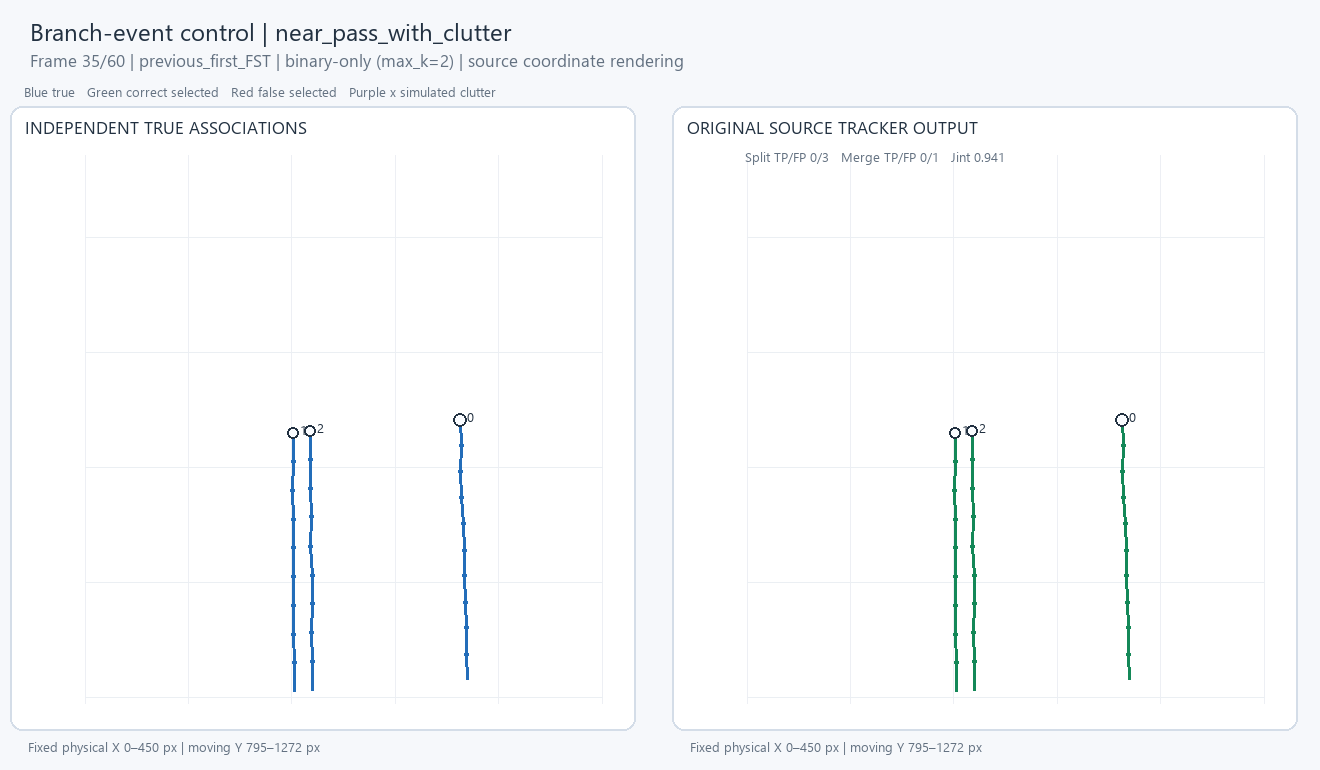 Branch-event control | near_pass_with_clutter
Frame 35/60 | previous_first_FST | binary-only (max_k=2) | source coordinate rendering
Blue true Green correct selected Red false selected Purple x simulated clutter
INDEPENDENT TRUE ASSOCIATIONS
0
1 2
Fixed physical X 0–450 px | moving Y 795–1272 px
ORIGINAL SOURCE TRACKER OUTPUT
Split TP/FP 0/3 Merge TP/FP 0/1 Jint 0.941
0
1 2
Fixed physical X 0–450 px | moving Y 795–1272 px